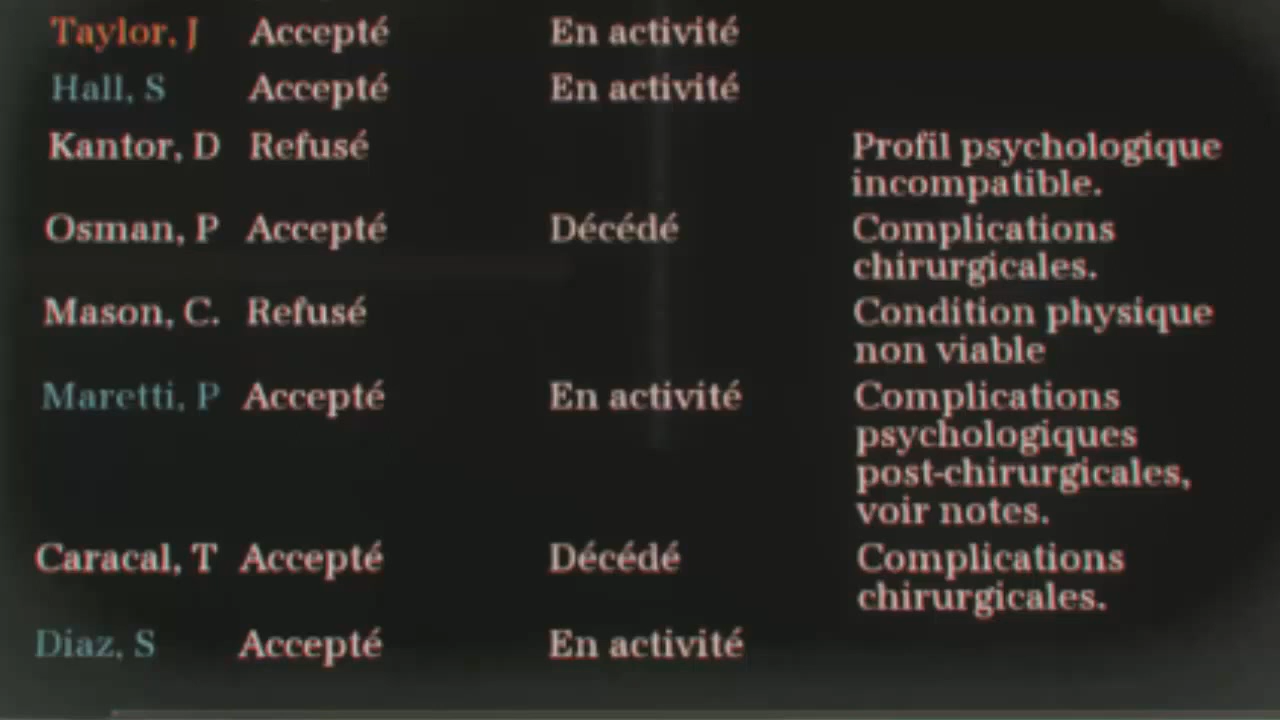 Taylor, J Accepté En activité
Hall, S Accepté En activité
Kantor, D Refusé Profil psychologique
incompatible.
Osman, P Accepté Décédé Complications
chirurgicales.
Mason, C. Refusé Condition physique
non viable
Maretti, P Accepté En activité Complications
psychologiques
post-chirurgicales,
voir notes.
Caracal, T Accepté Décédé Complications
chirurgicales.
Diaz, S Accepté En activité